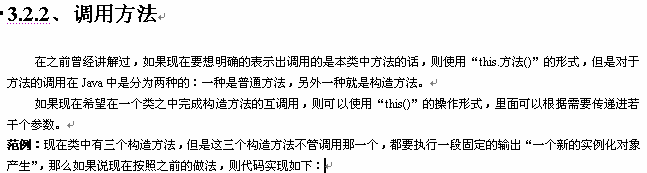 3.2.2、调用方法
在之前曾经讲解过，如果现在要想明确的表示出调用的是本类中方法的话，则使用“this.方法()”的形式，但是对于
方法的调用在 Java 中是分为两种的：一种是普通方法，另外一种就是构造方法。
如果现在希望在一个类之中完成构造方法的互调用，则可以使用“this()”的操作形式，里面可以根据需要传递进若
干个参数。
范例：现在类中有三个构造方法，但是这三个构造方法不管调用那一个，都要执行一段固定的输出“一个新的实例化对象
产生”，那么如果说现在按照之前的做法，则代码实现如下：